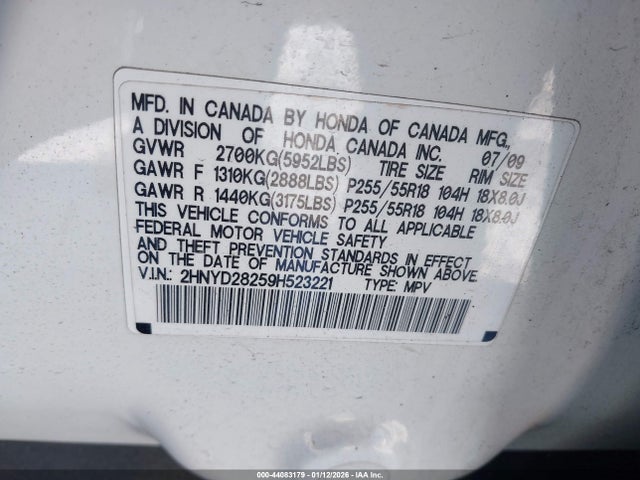 MFD. IN CANADA BY HONDA OF CANADA MFG.,
A DIVISION OF HONDA CANADA INC. 07/09
GVWR 2700KG(5952LBS) TIRE SIZE RIM SIZE
GAWR F 1310KG(2888LBS) P255/55R18 104H 18X8.0J
GAWR R 1440KG(3175LBS) P255/55R18 104H 18X8.0J
THIS VEHICLE CONFORMS TO ALL APPLICABLE
FEDERAL MOTOR VEHICLE SAFETY
AND THEFT PREVENTION STANDARDS IN EFFECT
ON THE DATE OF MANUFACTURE SHOWN ABOVE.
V.I.N.: 2HNYD28259H523221 TYPE: MPV
000-44083179 - 01/12/2026 - IAA Inc.